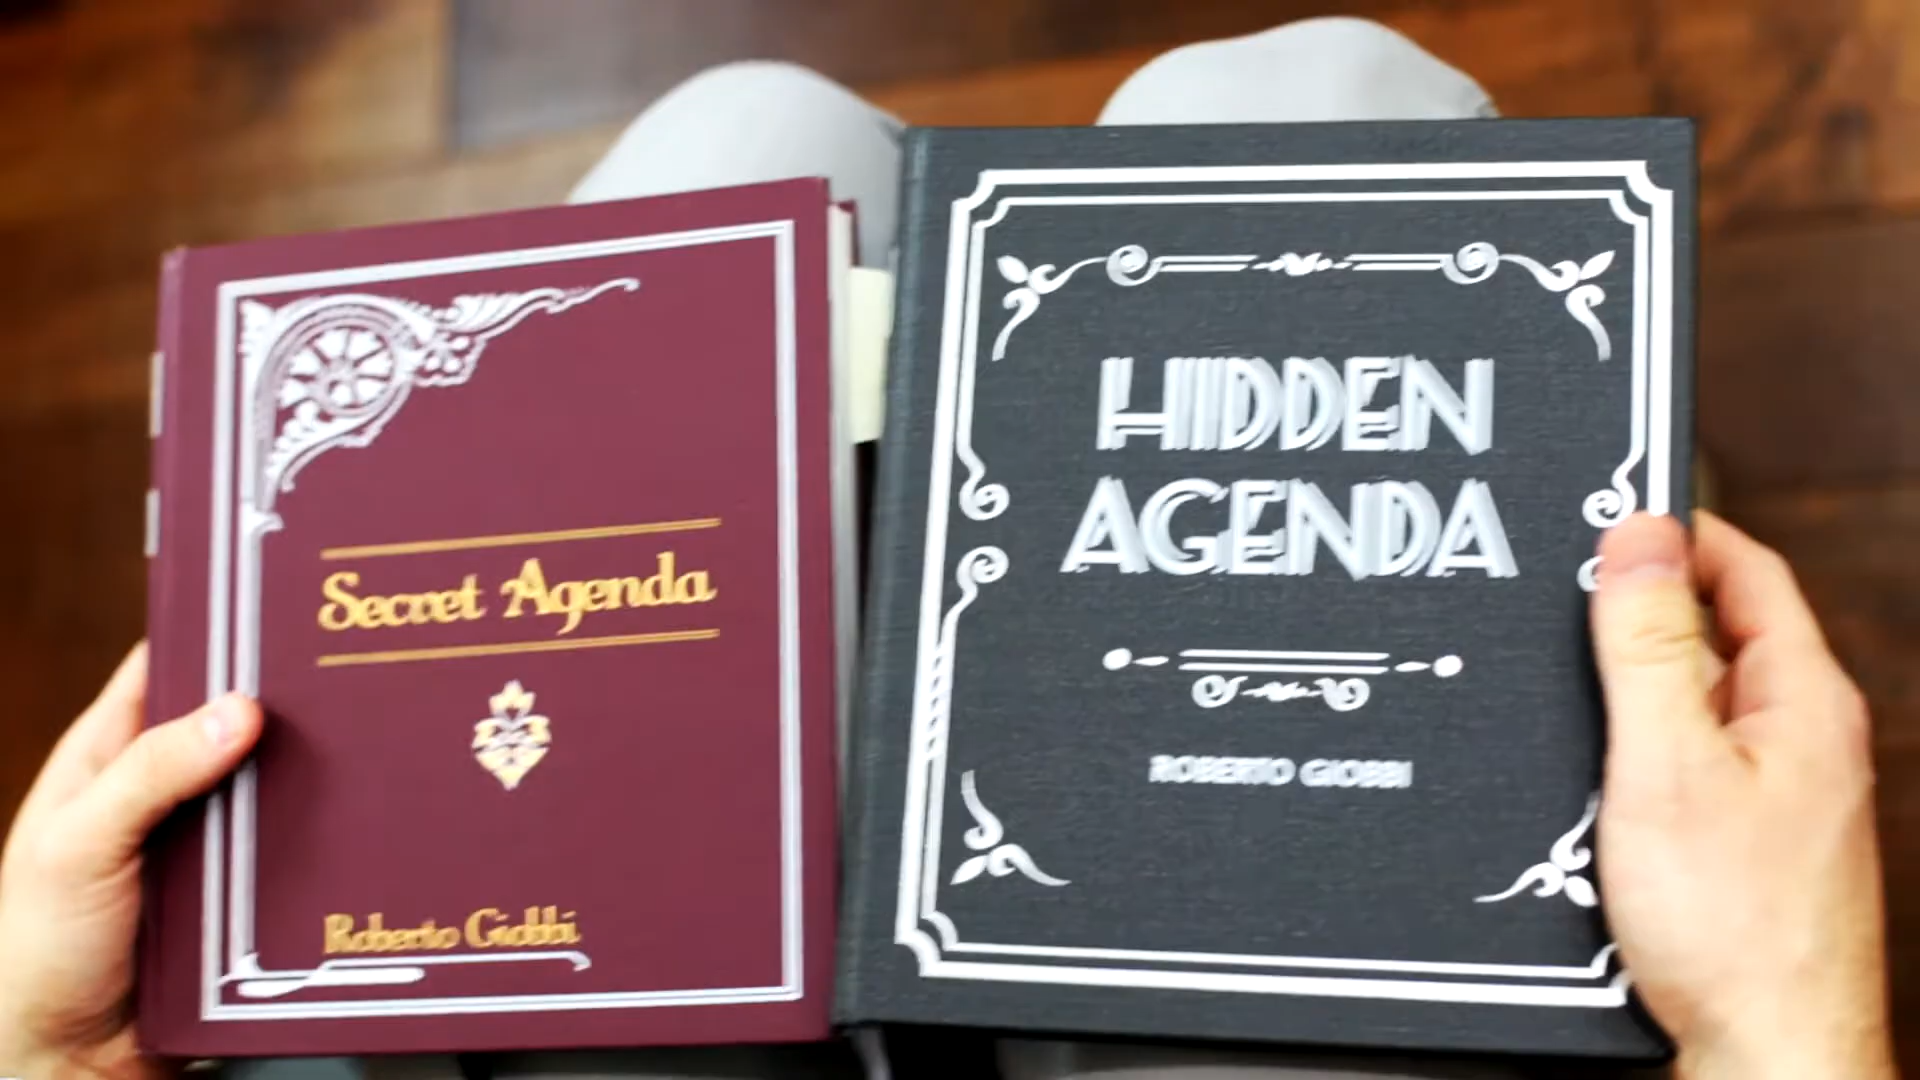 Secret Agenda
Roberto Giobbi
HIDDEN
AGENDA
ROBERTO GIOBBI